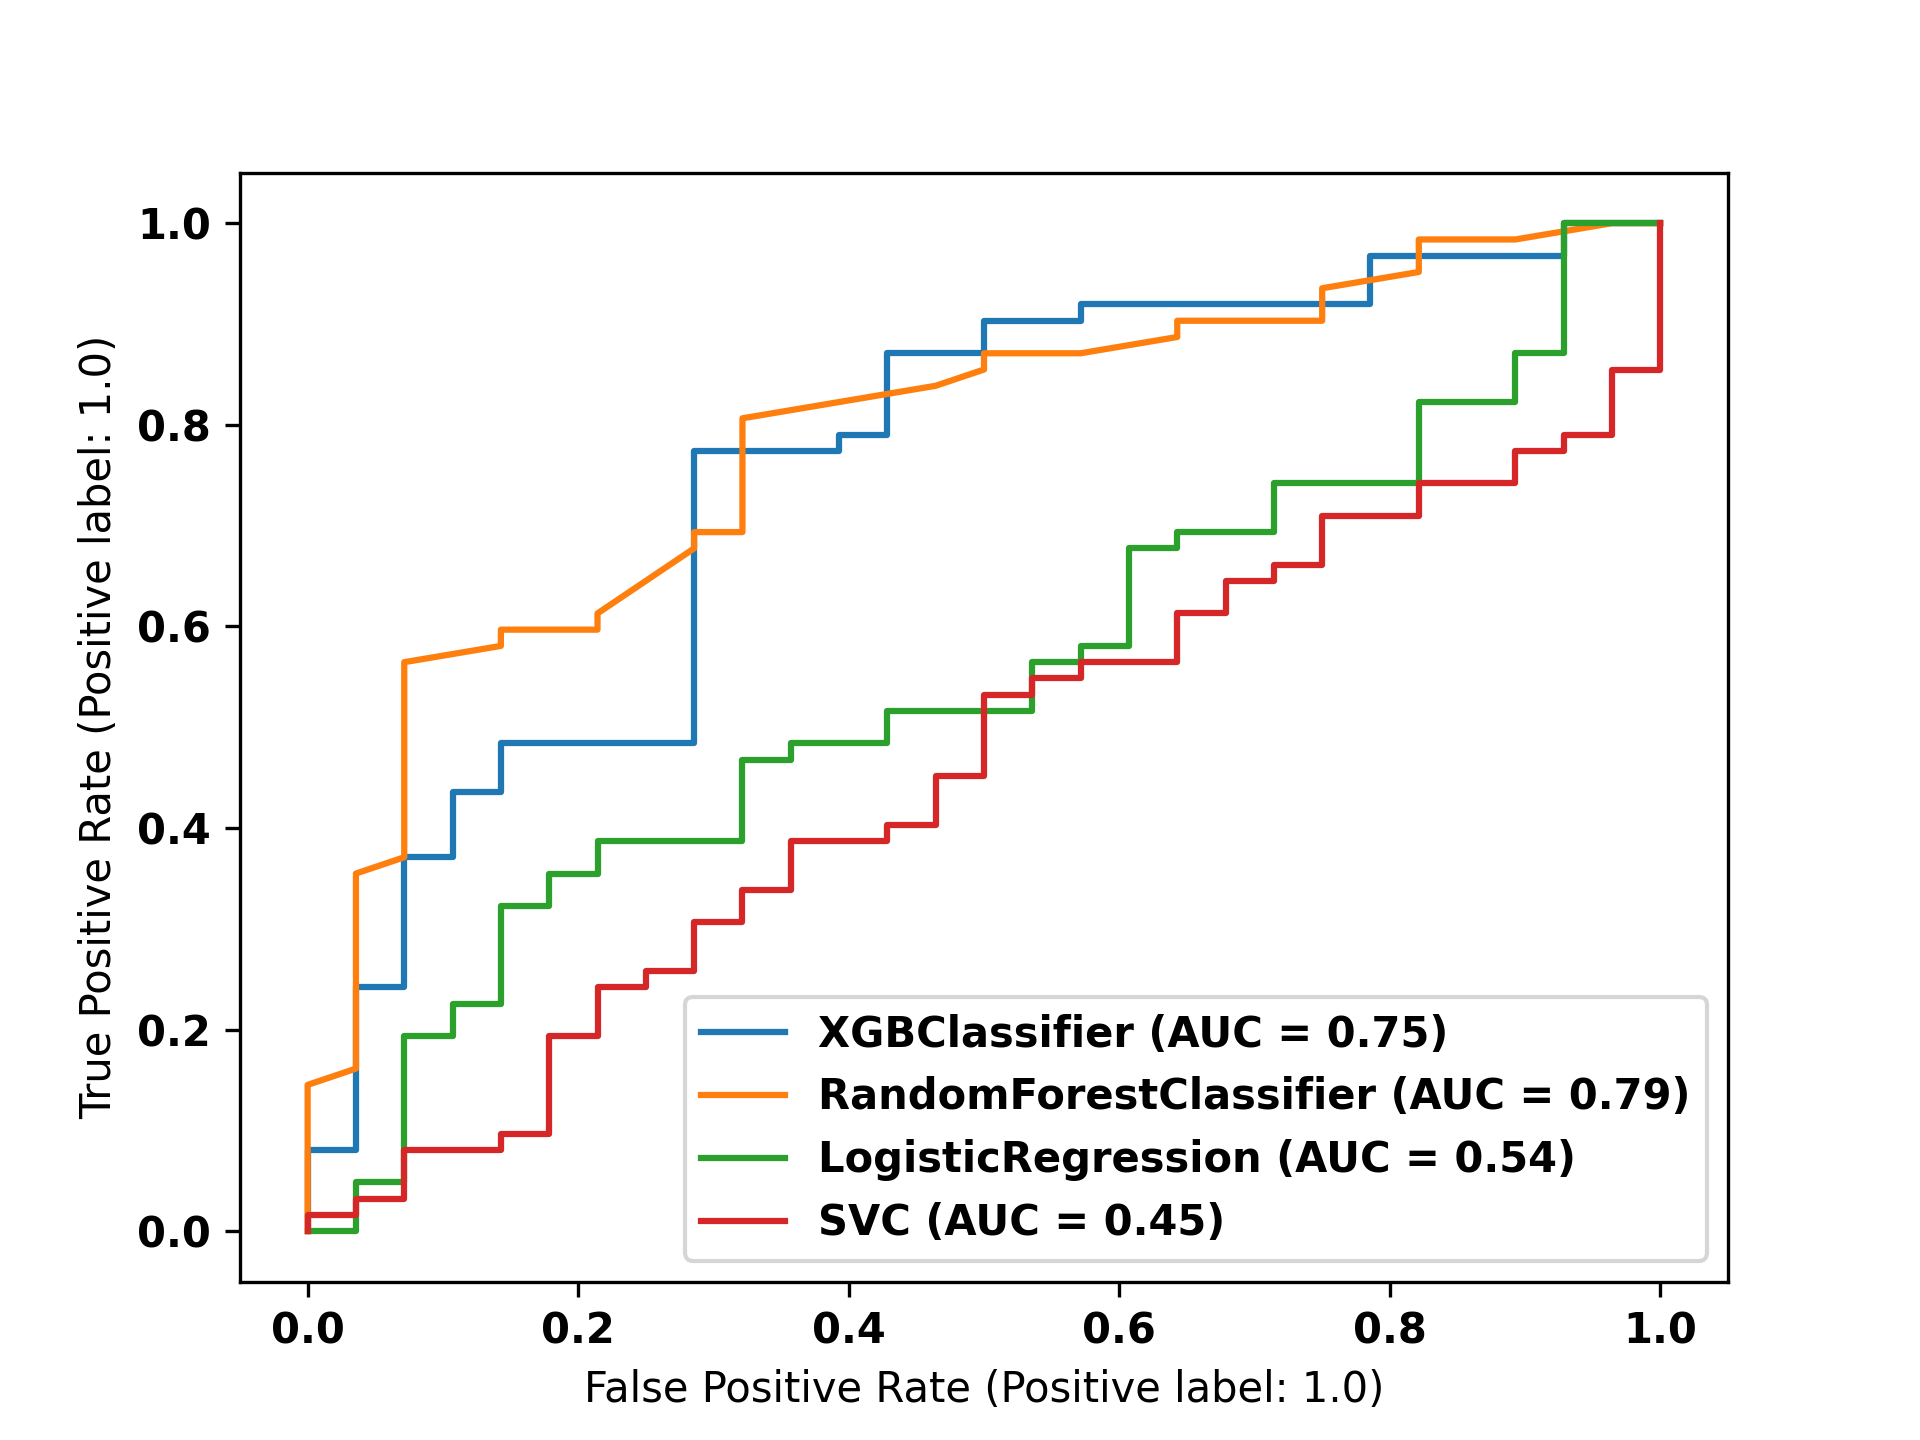 1.0
0.8
0.6
0.4
0.2
0.0
True Positive Rate (Positive label: 1.0)
XGBClassifier (AUC = 0.75)
RandomForestClassifier (AUC = 0.79)
LogisticRegression (AUC = 0.54)
SVC (AUC = 0.45)
0.0 0.2 0.4 0.6 0.8 1.0
False Positive Rate (Positive label: 1.0)